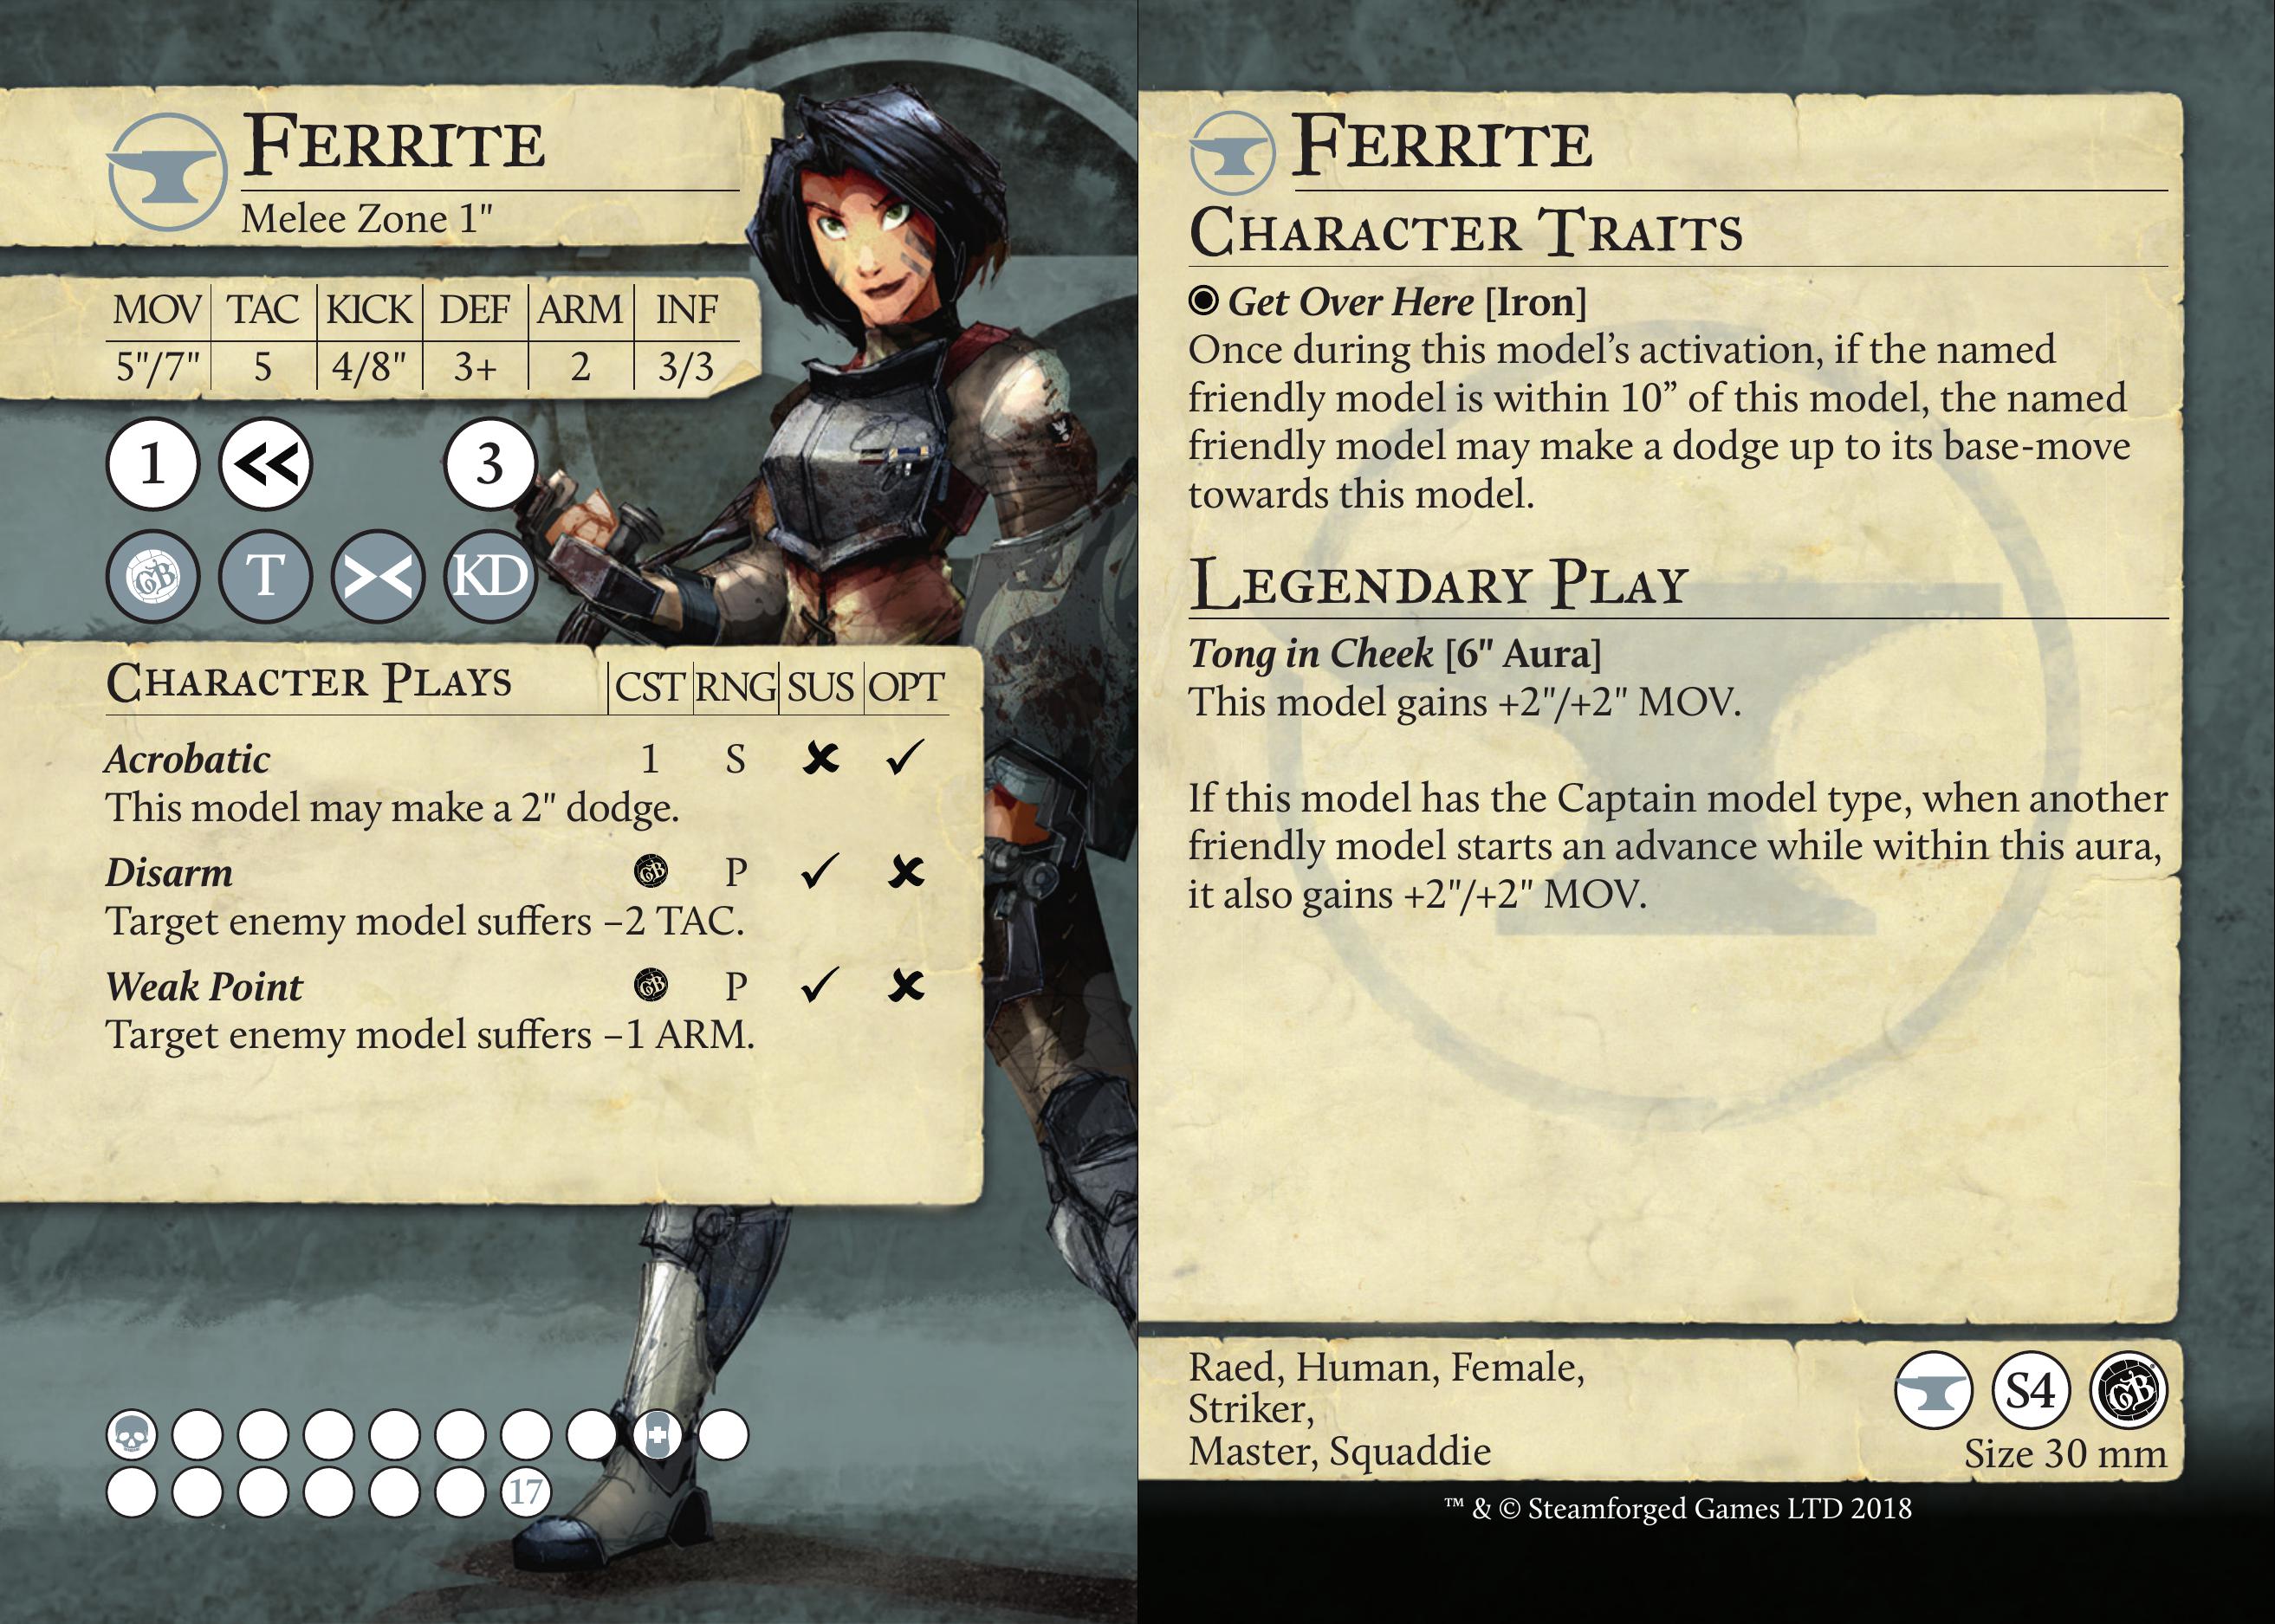 FERRITE
Melee Zone 1"
MOV TAC KICK DEF ARM INF
5"/7" 5 4/8" 3+ 2 3/3
1 << 3
GB T >< KD
CHARACTER PLAYS CST RNG SUS OPT
Acrobatic 1 S ✘ ✓
This model may make a 2" dodge.
Disarm GB P ✓ ✘
Target enemy model suffers –2 TAC.
Weak Point GB P ✓ ✘
Target enemy model suffers –1 ARM.
17
FERRITE
CHARACTER TRAITS
Get Over Here [Iron]
Once during this model’s activation, if the named
friendly model is within 10” of this model, the named
friendly model may make a dodge up to its base-move
towards this model.
LEGENDARY PLAY
Tong in Cheek [6" Aura]
This model gains +2"/+2" MOV.
If this model has the Captain model type, when another
friendly model starts an advance while within this aura,
it also gains +2"/+2" MOV.
Raed, Human, Female,
Striker,
Master, Squaddie
S4 GB
Size 30 mm
™ & © Steamforged Games LTD 2018